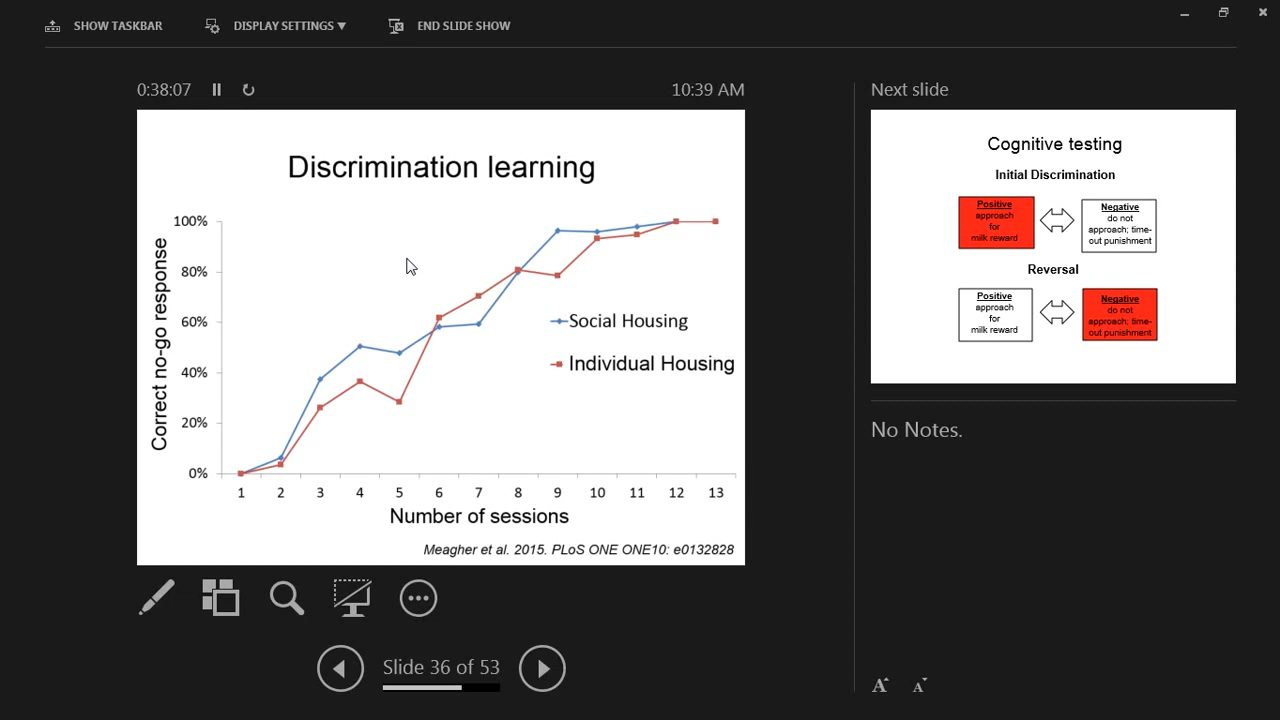 SHOW TASKBAR
DISPLAY SETTINGS ▼
END SLIDE SHOW
0:38:07
10:39 AM
Discrimination learning
Correct no-go response
100%
80%
60%
40%
20%
0%
Social Housing
Individual Housing
1 2 3 4 5 6 7 8 9 10 11 12 13
Number of sessions
Meagher et al. 2015. PLoS ONE ONE10: e0132828
Slide 36 of 53
Next slide
Cognitive testing
Initial Discrimination
Positive
approach
for
milk reward
Negative
do not
approach; time-
out punishment
Reversal
Positive
approach
for
milk reward
Negative
do not
approach; time-
out punishment
No Notes.
A A